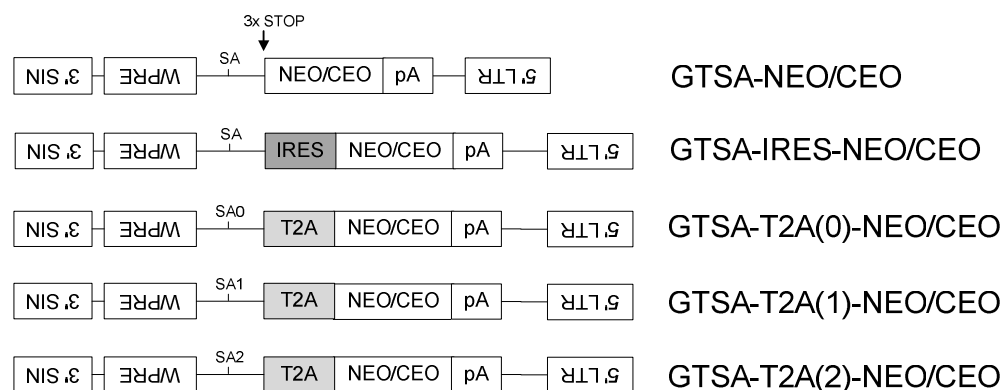 3x STOP
3' SIN WPRE SA NEO/CEO pA 5' LTR GTSA-NEO/CEO
3' SIN WPRE SA IRES NEO/CEO pA 5' LTR GTSA-IRES-NEO/CEO
3' SIN WPRE SA0 T2A NEO/CEO pA 5' LTR GTSA-T2A(0)-NEO/CEO
3' SIN WPRE SA1 T2A NEO/CEO pA 5' LTR GTSA-T2A(1)-NEO/CEO
3' SIN WPRE SA2 T2A NEO/CEO pA 5' LTR GTSA-T2A(2)-NEO/CEO